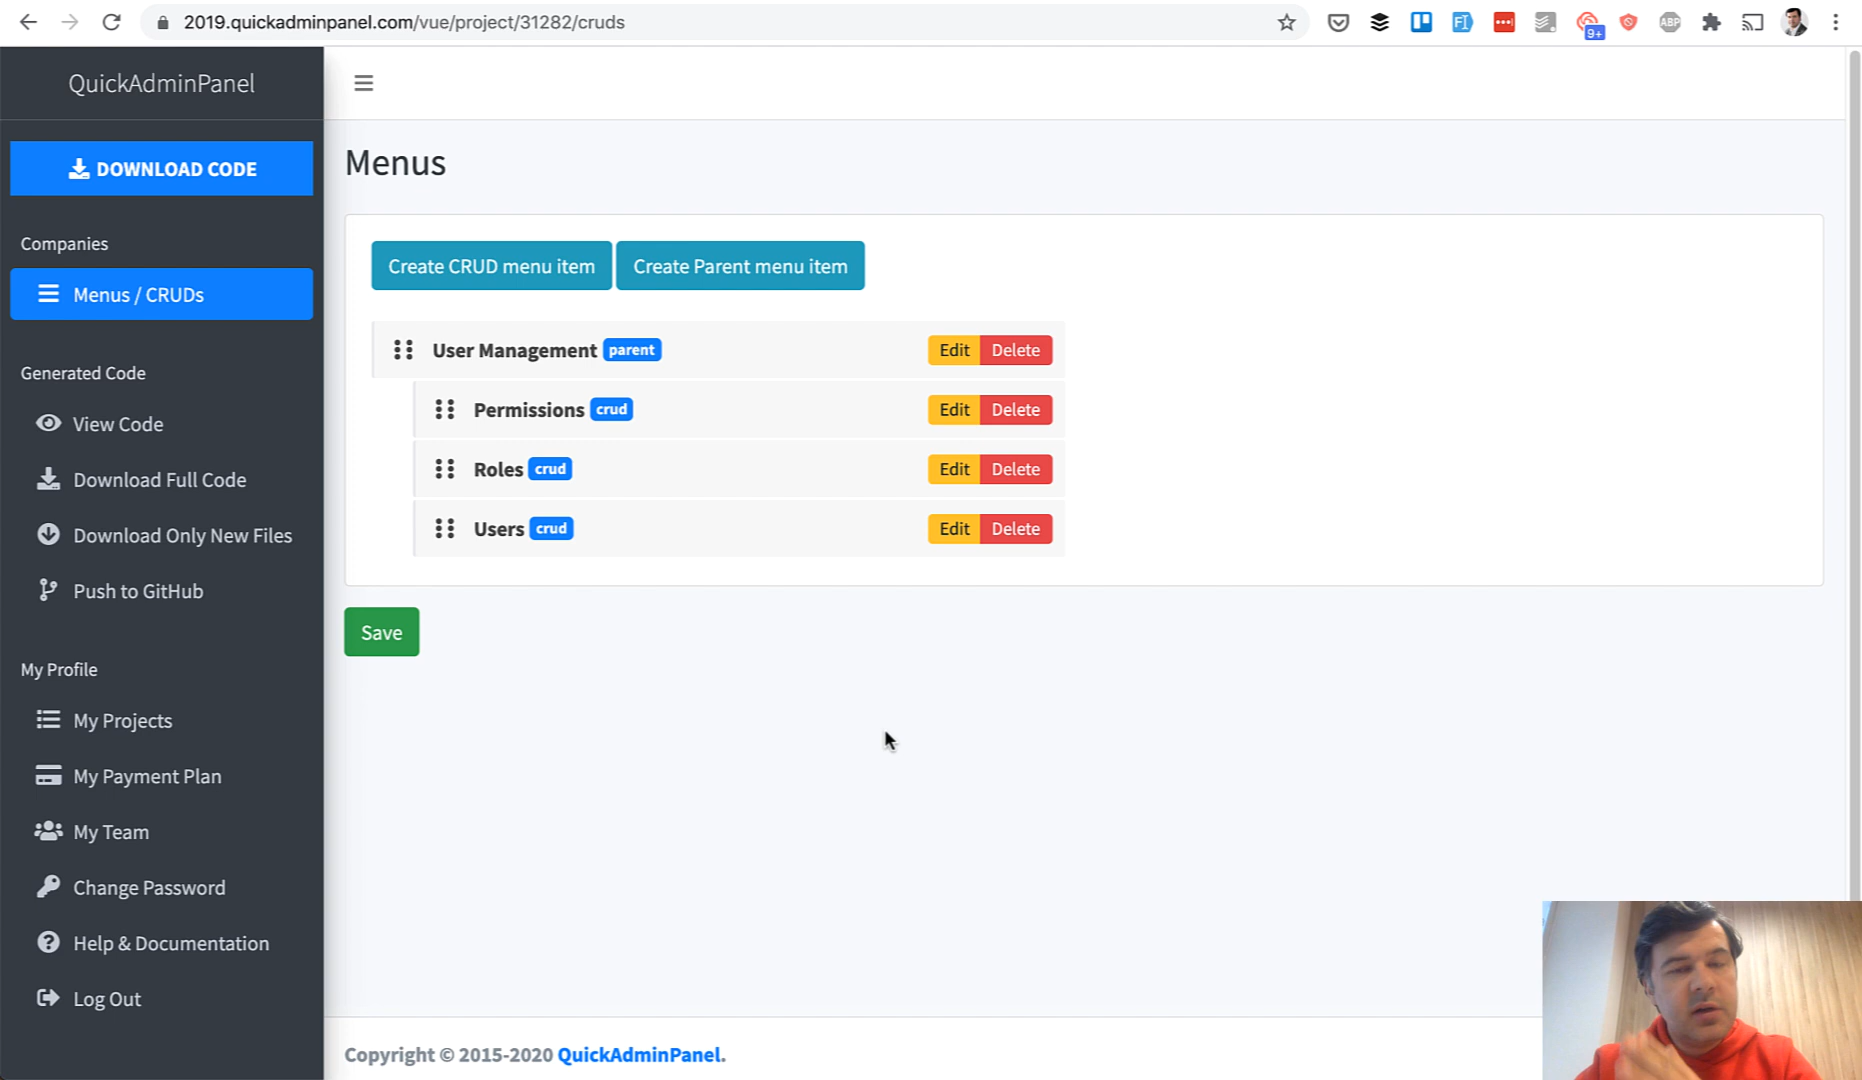 2019.quickadminpanel.com/vue/project/31282/cruds
FI
9+
ABP
QuickAdminPanel
DOWNLOAD CODE
Companies
Menus / CRUDs
Generated Code
View Code
Download Full Code
Download Only New Files
Push to GitHub
My Profile
My Projects
My Payment Plan
My Team
Change Password
Help & Documentation
Log Out
Menus
Create CRUD menu item
Create Parent menu item
User Management parent Edit Delete
Permissions crud Edit Delete
Roles crud Edit Delete
Users crud Edit Delete
Save
Copyright © 2015-2020 QuickAdminPanel.